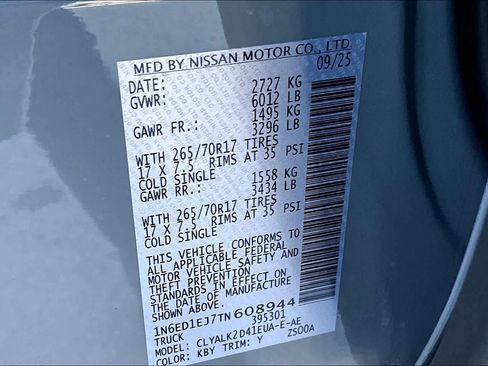 MFD BY NISSAN MOTOR CO., LTD.
DATE: 09/25
GVWR: 2727 KG
6012 LB
GAWR FR.: 1495 KG
3296 LB
WITH 265/70R17 TIRES
17 X 7.5 RIMS AT 35 PSI
COLD SINGLE
GAWR RR.: 1558 KG
3434 LB
WITH 265/70R17 TIRES
17 X 7.5 RIMS AT 35 PSI
COLD SINGLE
THIS VEHICLE CONFORMS TO
ALL APPLICABLE FEDERAL
MOTOR VEHICLE SAFETY AND
THEFT PREVENTION
STANDARDS IN EFFECT ON
THE DATE OF MANUFACTURE
1N6ED1EJ7TN608944
TRUCK 395301
MODEL: CLYALK2D41EUA-E-AE
COLOR: KBY TRIM: Y ZS00A